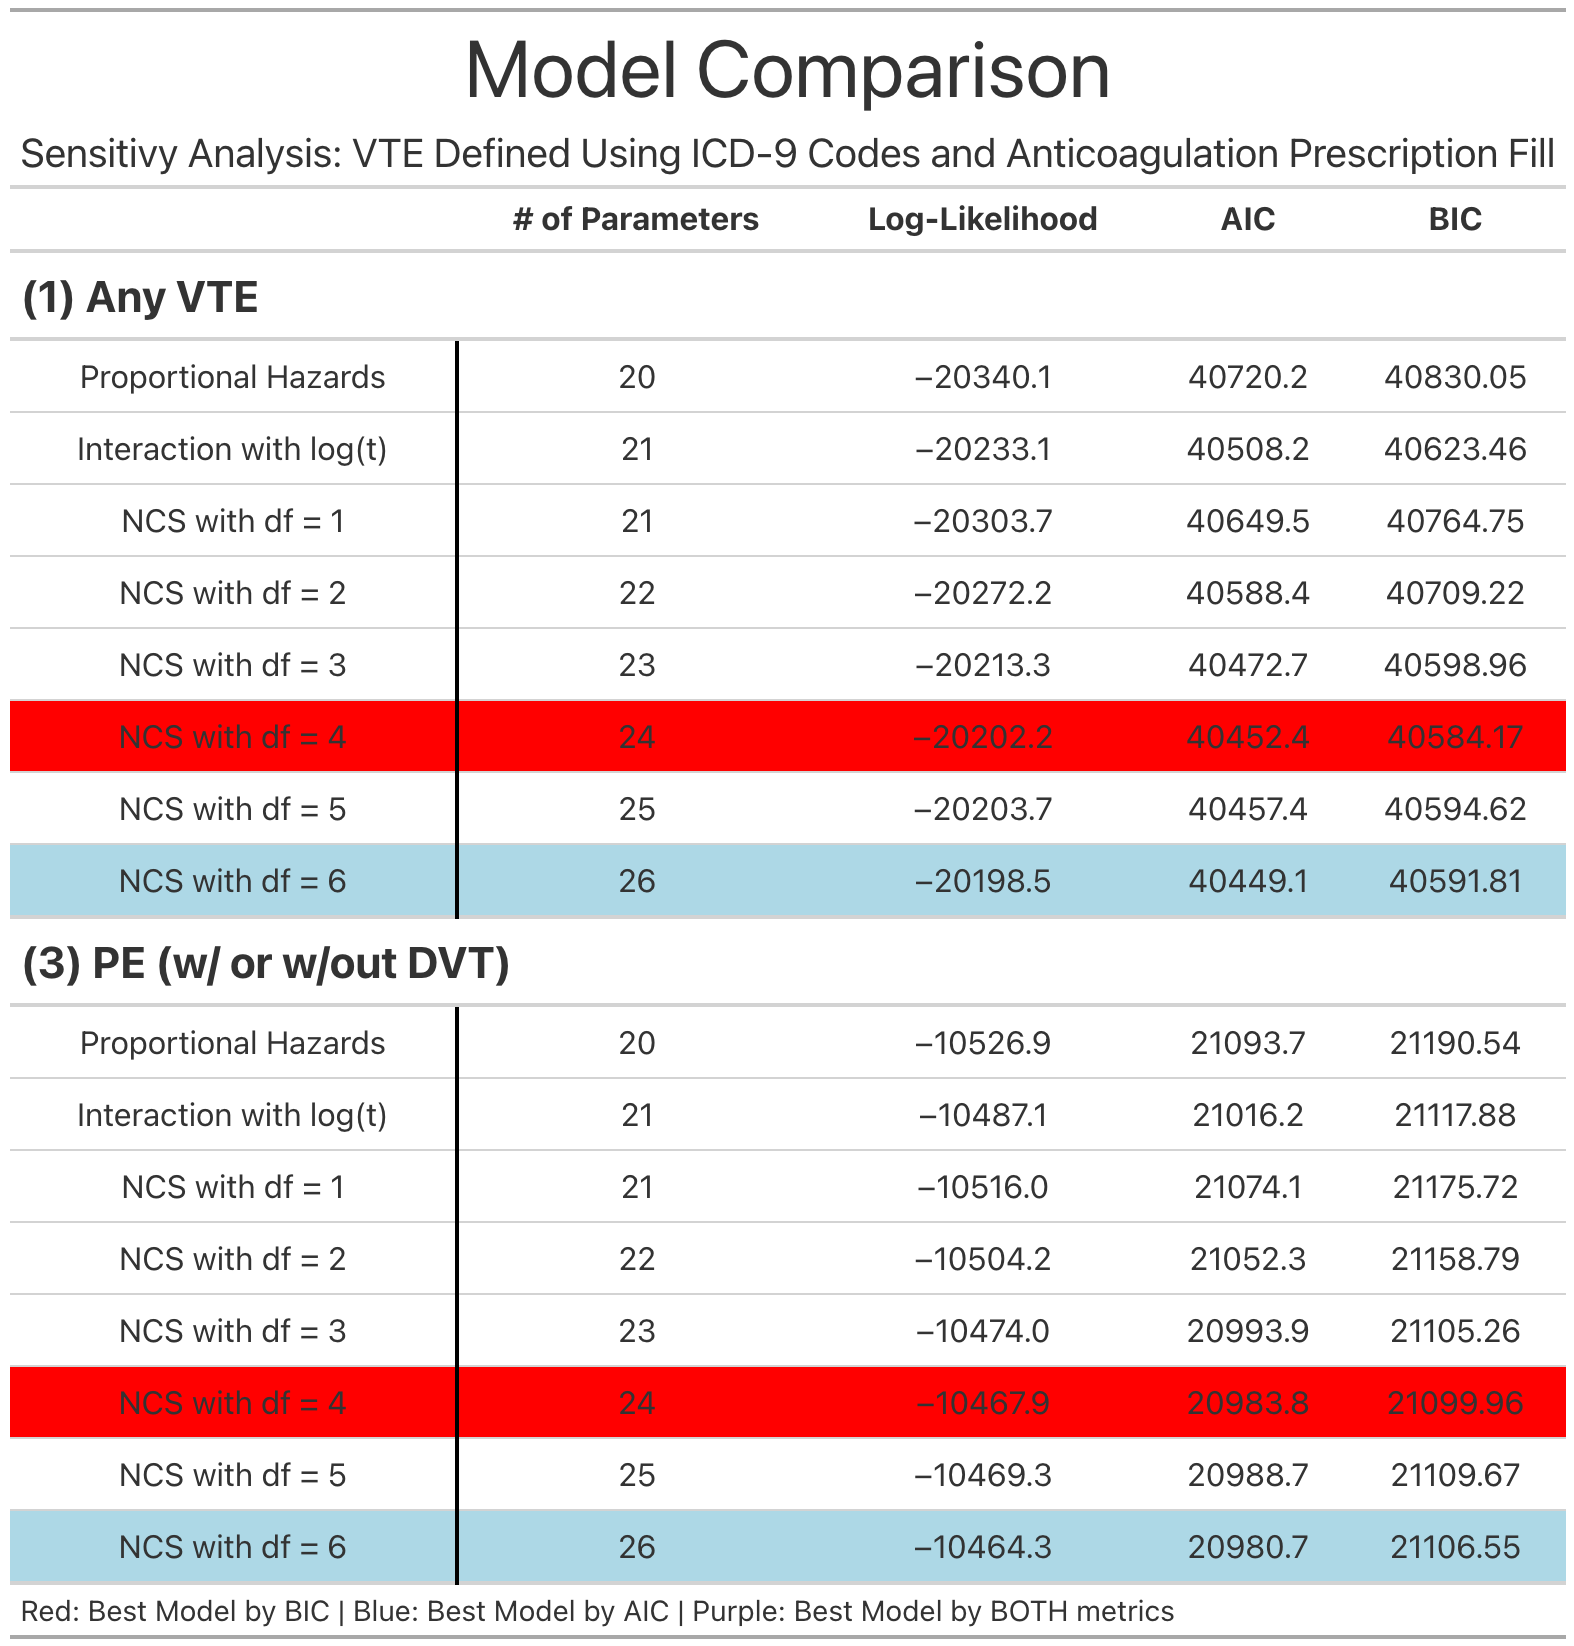 Model Comparison
Sensitivy Analysis: VTE Defined Using ICD-9 Codes and Anticoagulation Prescription Fill
# of Parameters Log-Likelihood AIC BIC
(1) Any VTE
Proportional Hazards 20 −20340.1 40720.2 40830.05
Interaction with log(t) 21 −20233.1 40508.2 40623.46
NCS with df = 1 21 −20303.7 40649.5 40764.75
NCS with df = 2 22 −20272.2 40588.4 40709.22
NCS with df = 3 23 −20213.3 40472.7 40598.96
NCS with df = 4 24 −20202.2 40452.4 40584.17
NCS with df = 5 25 −20203.7 40457.4 40594.62
NCS with df = 6 26 −20198.5 40449.1 40591.81
(3) PE (w/ or w/out DVT)
Proportional Hazards 20 −10526.9 21093.7 21190.54
Interaction with log(t) 21 −10487.1 21016.2 21117.88
NCS with df = 1 21 −10516.0 21074.1 21175.72
NCS with df = 2 22 −10504.2 21052.3 21158.79
NCS with df = 3 23 −10474.0 20993.9 21105.26
NCS with df = 4 24 −10467.9 20983.8 21099.96
NCS with df = 5 25 −10469.3 20988.7 21109.67
NCS with df = 6 26 −10464.3 20980.7 21106.55
Red: Best Model by BIC | Blue: Best Model by AIC | Purple: Best Model by BOTH metrics